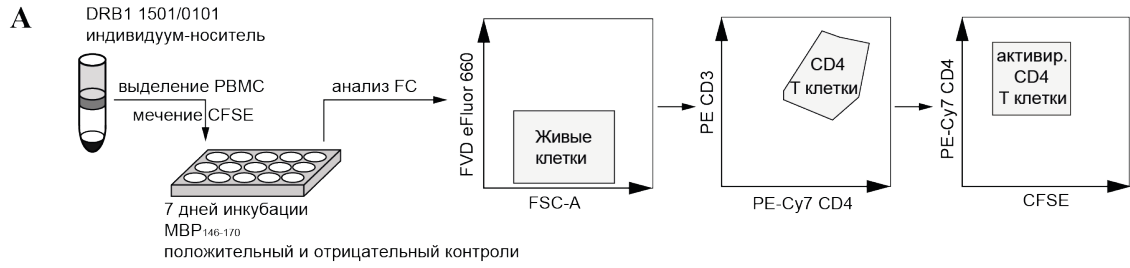 A
DRB1 1501/0101
индивидуум-носитель
выделение PBMC
мечение CFSE
анализ FC
7 дней инкубации
MBP146-170
положительный и отрицательный контроли
FVD eFluor 660
Живые
клетки
FSC-A
PE CD3
CD4
T клетки
PE-Cy7 CD4
PE-Cy7 CD4
активир.
CD4
T клетки
CFSE